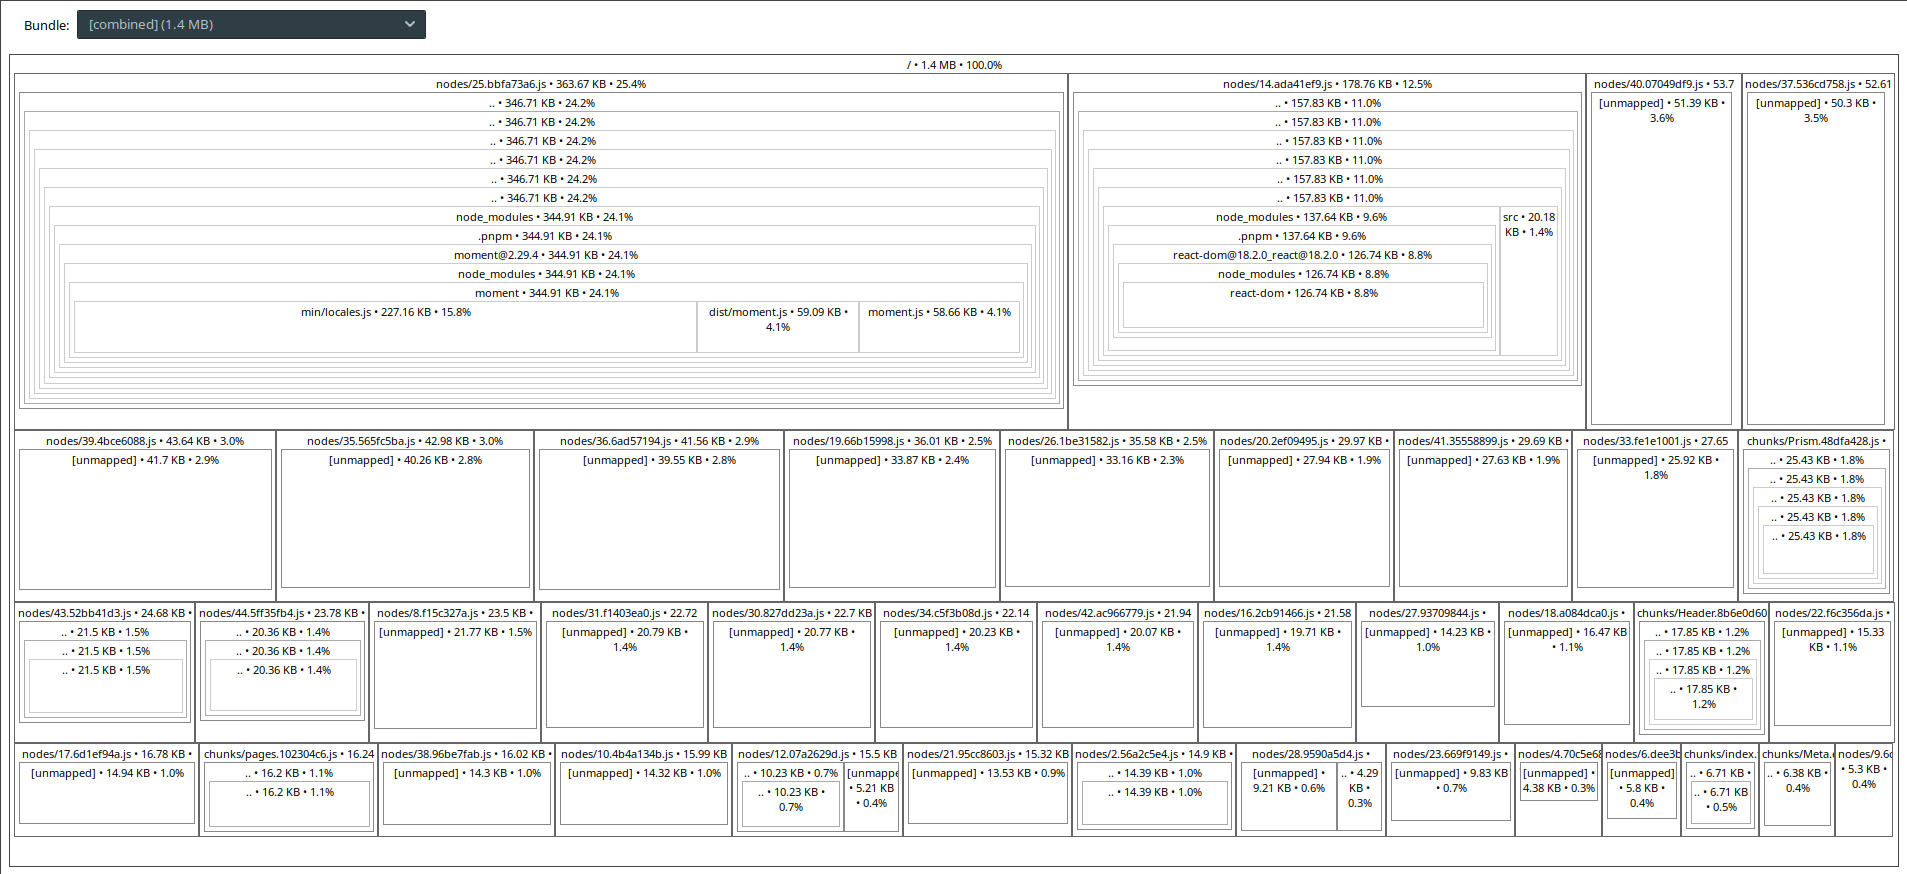 Bundle:
[combined] (1.4 MB)
/ • 1.4 MB • 100.0%
nodes/25.bbfa73a6.js • 363.67 KB • 25.4%
.. • 346.71 KB • 24.2%
.. • 346.71 KB • 24.2%
.. • 346.71 KB • 24.2%
.. • 346.71 KB • 24.2%
.. • 346.71 KB • 24.2%
.. • 346.71 KB • 24.2%
node_modules • 344.91 KB • 24.1%
.pnpm • 344.91 KB • 24.1%
moment@2.29.4 • 344.91 KB • 24.1%
node_modules • 344.91 KB • 24.1%
moment • 344.91 KB • 24.1%
min/locales.js • 227.16 KB • 15.8%
dist/moment.js • 59.09 KB •
4.1%
moment.js • 58.66 KB • 4.1%
nodes/14.ada41ef9.js • 178.76 KB • 12.5%
.. • 157.83 KB • 11.0%
.. • 157.83 KB • 11.0%
.. • 157.83 KB • 11.0%
.. • 157.83 KB • 11.0%
.. • 157.83 KB • 11.0%
.. • 157.83 KB • 11.0%
node_modules • 137.64 KB • 9.6%
.pnpm • 137.64 KB • 9.6%
react-dom@18.2.0_react@18.2.0 • 126.74 KB • 8.8%
node_modules • 126.74 KB • 8.8%
react-dom • 126.74 KB • 8.8%
src • 20.18
KB • 1.4%
nodes/40.07049df9.js • 53.7
[unmapped] • 51.39 KB •
3.6%
nodes/37.536cd758.js • 52.61
[unmapped] • 50.3 KB •
3.5%
nodes/39.4bce6088.js • 43.64 KB • 3.0%
[unmapped] • 41.7 KB • 2.9%
nodes/35.565fc5ba.js • 42.98 KB • 3.0%
[unmapped] • 40.26 KB • 2.8%
nodes/36.6ad57194.js • 41.56 KB • 2.9%
[unmapped] • 39.55 KB • 2.8%
nodes/19.66b15998.js • 36.01 KB • 2.5%
[unmapped] • 33.87 KB • 2.4%
nodes/26.1be31582.js • 35.58 KB • 2.5%
[unmapped] • 33.16 KB • 2.3%
nodes/20.2ef09495.js • 29.97 KB •
[unmapped] • 27.94 KB • 1.9%
nodes/41.35558899.js • 29.69 KB •
[unmapped] • 27.63 KB • 1.9%
nodes/33.fe1e1001.js • 27.65
[unmapped] • 25.92 KB •
1.8%
chunks/Prism.48dfa428.js •
.. • 25.43 KB • 1.8%
.. • 25.43 KB • 1.8%
.. • 25.43 KB • 1.8%
.. • 25.43 KB • 1.8%
.. • 25.43 KB • 1.8%
nodes/43.52bb41d3.js • 24.68 KB •
.. • 21.5 KB • 1.5%
.. • 21.5 KB • 1.5%
.. • 21.5 KB • 1.5%
nodes/44.5ff35fb4.js • 23.78 KB •
.. • 20.36 KB • 1.4%
.. • 20.36 KB • 1.4%
.. • 20.36 KB • 1.4%
nodes/8.f15c327a.js • 23.5 KB •
[unmapped] • 21.77 KB • 1.5%
nodes/31.f1403ea0.js • 22.72
[unmapped] • 20.79 KB •
1.4%
nodes/30.827dd23a.js • 22.7 KB
[unmapped] • 20.77 KB •
1.4%
nodes/34.c5f3b08d.js • 22.14
[unmapped] • 20.23 KB •
1.4%
nodes/42.ac966779.js • 21.94
[unmapped] • 20.07 KB •
1.4%
nodes/16.2cb91466.js • 21.58
[unmapped] • 19.71 KB •
1.4%
nodes/27.93709844.js •
[unmapped] • 14.23 KB •
1.0%
nodes/18.a084dca0.js •
[unmapped] • 16.47 KB
• 1.1%
chunks/Header.8b6e0d60
.. • 17.85 KB • 1.2%
.. • 17.85 KB • 1.2%
.. • 17.85 KB • 1.2%
.. • 17.85 KB •
1.2%
nodes/22.f6c356da.js •
[unmapped] • 15.33
KB • 1.1%
nodes/17.6d1ef94a.js • 16.78 KB •
[unmapped] • 14.94 KB • 1.0%
chunks/pages.102304c6.js • 16.24
.. • 16.2 KB • 1.1%
.. • 16.2 KB • 1.1%
nodes/38.96be7fab.js • 16.02 KB •
[unmapped] • 14.3 KB • 1.0%
nodes/10.4b4a134b.js • 15.99 KB
[unmapped] • 14.32 KB • 1.0%
nodes/12.07a2629d.js • 15.5 KB
.. • 10.23 KB • 0.7%
.. • 10.23 KB •
0.7%
[unmappe
• 5.21 KB
• 0.4%
nodes/21.95cc8603.js • 15.32 KB
[unmapped] • 13.53 KB • 0.9%
nodes/2.56a2c5e4.js • 14.9 KB •
.. • 14.39 KB • 1.0%
.. • 14.39 KB • 1.0%
nodes/28.9590a5d4.js •
[unmapped] •
9.21 KB • 0.6%
.. • 4.29
KB •
0.3%
nodes/23.669f9149.js •
[unmapped] • 9.83 KB
• 0.7%
nodes/4.70c5e68
[unmapped] •
4.38 KB • 0.3%
nodes/6.dee3b
[unmapped]
• 5.8 KB •
0.4%
chunks/index.
.. • 6.71 KB •
.. • 6.71 KB
• 0.5%
chunks/Meta.
.. • 6.38 KB •
0.4%
nodes/9.6c
• 5.3 KB •
0.4%